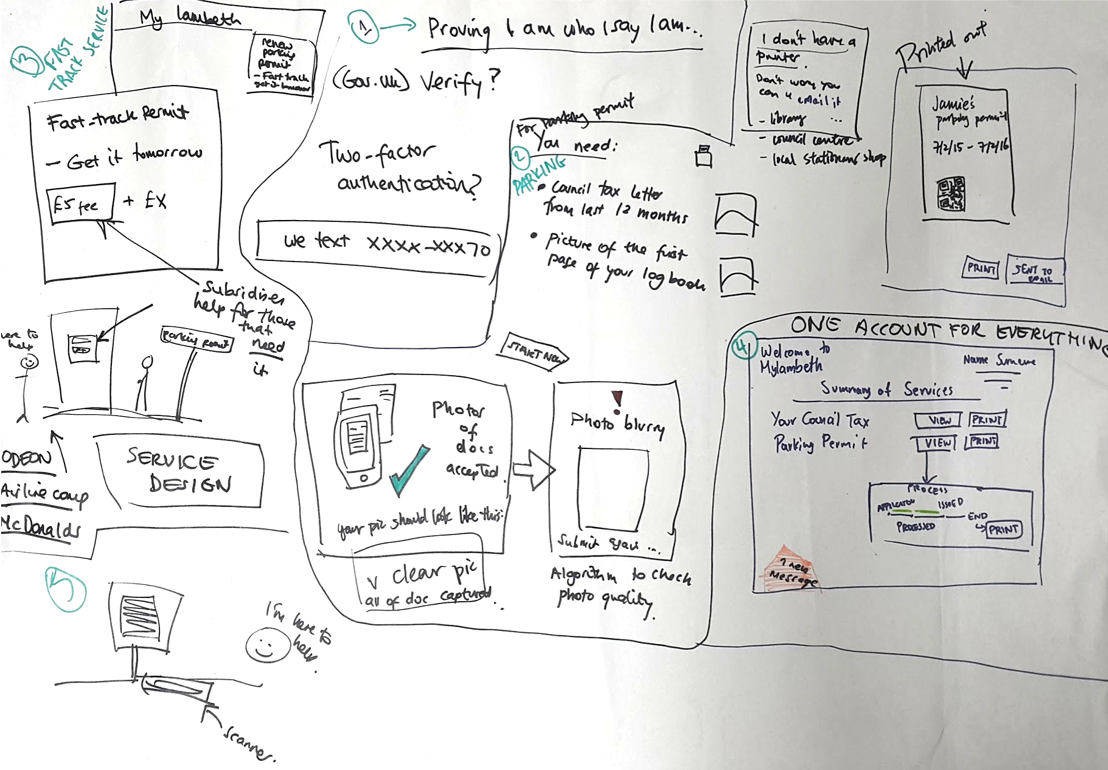 3
FAST
TRACK SERVICE
My lambeth
renew
parking
permit
- Fast track
get it tomorrow
Fast-track Permit
- Get it tomorrow
£5 fee + £X
Subsidises
help for those
that
need
it
here to
help
parking permit
ODEON
Airline comp
McDonalds
SERVICE
DESIGN
1
Proving I am who I say I am...
(Gov.uk) Verify?
Two-factor
authentication?
we text xxxx-xxx70
For parking permit
You need:
2
PARKING
• Council tax letter
from last 12 months
• Picture of the first
page of your logbook
I don't have a
printer.
Don't worry you
can email it
...
- library
- council centre
- local stationers shop
Printed out
Jamie's
parking permit
7/2/15 - 7/2/16
PRINT
SENT TO
EMAIL
START NOW
Photos
of
docs
accepted.
your pic should look like this:
v clear pic
all of doc captured.
!
Photo blurry
Submit again ...
Algorithm to check
photo quality.
ONE ACCOUNT FOR EVERYTHING
4
Welcome to
Mylambeth
Name Surname
Summary of Services
Your Council Tax VIEW PRINT
Parking Permit VIEW PRINT
PROCESS
APPLICATION ISSUED
PROCESSED
END
PRINT
1 new
message
5
I'm here to
help.
scanner.